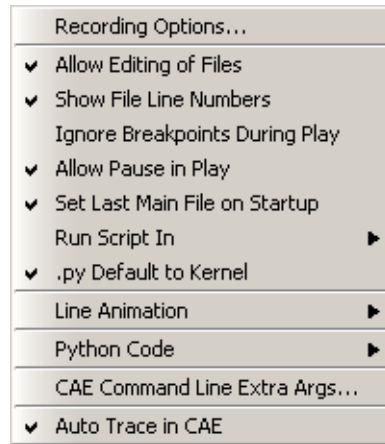 Recording Options...
Allow Editing of Files
Show File Line Numbers
Ignore Breakpoints During Play
Allow Pause in Play
Set Last Main File on Startup
Run Script In
.py Default to Kernel
Line Animation
Python Code
CAE Command Line Extra Args...
Auto Trace in CAE